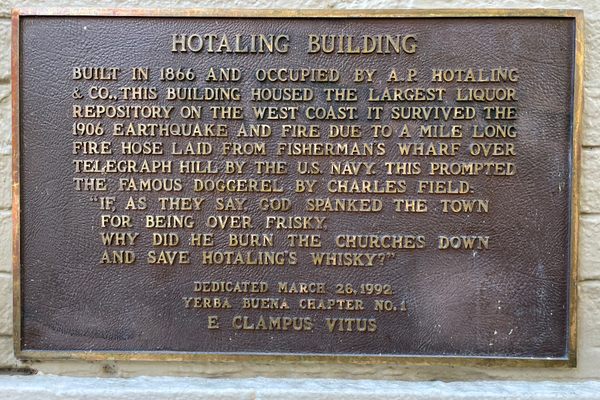 HOTALING BUILDING
BUILT IN 1866 AND OCCUPIED BY A.P. HOTALING
& CO., THIS BUILDING HOUSED THE LARGEST LIQUOR
REPOSITORY ON THE WEST COAST. IT SURVIVED THE
1906 EARTHQUAKE AND FIRE DUE TO A MILE LONG
FIRE HOSE LAID FROM FISHERMAN'S WHARF OVER
TELEGRAPH HILL BY THE U.S. NAVY. THIS PROMPTED
THE FAMOUS DOGGEREL BY CHARLES FIELD:
"IF, AS THEY SAY, GOD SPANKED THE TOWN
FOR BEING OVER FRISKY,
WHY DID HE BURN THE CHURCHES DOWN
AND SAVE HOTALING'S WHISKY?"
DEDICATED MARCH 26, 1992
YERBA BUENA CHAPTER NO. 1
E CLAMPUS VITUS